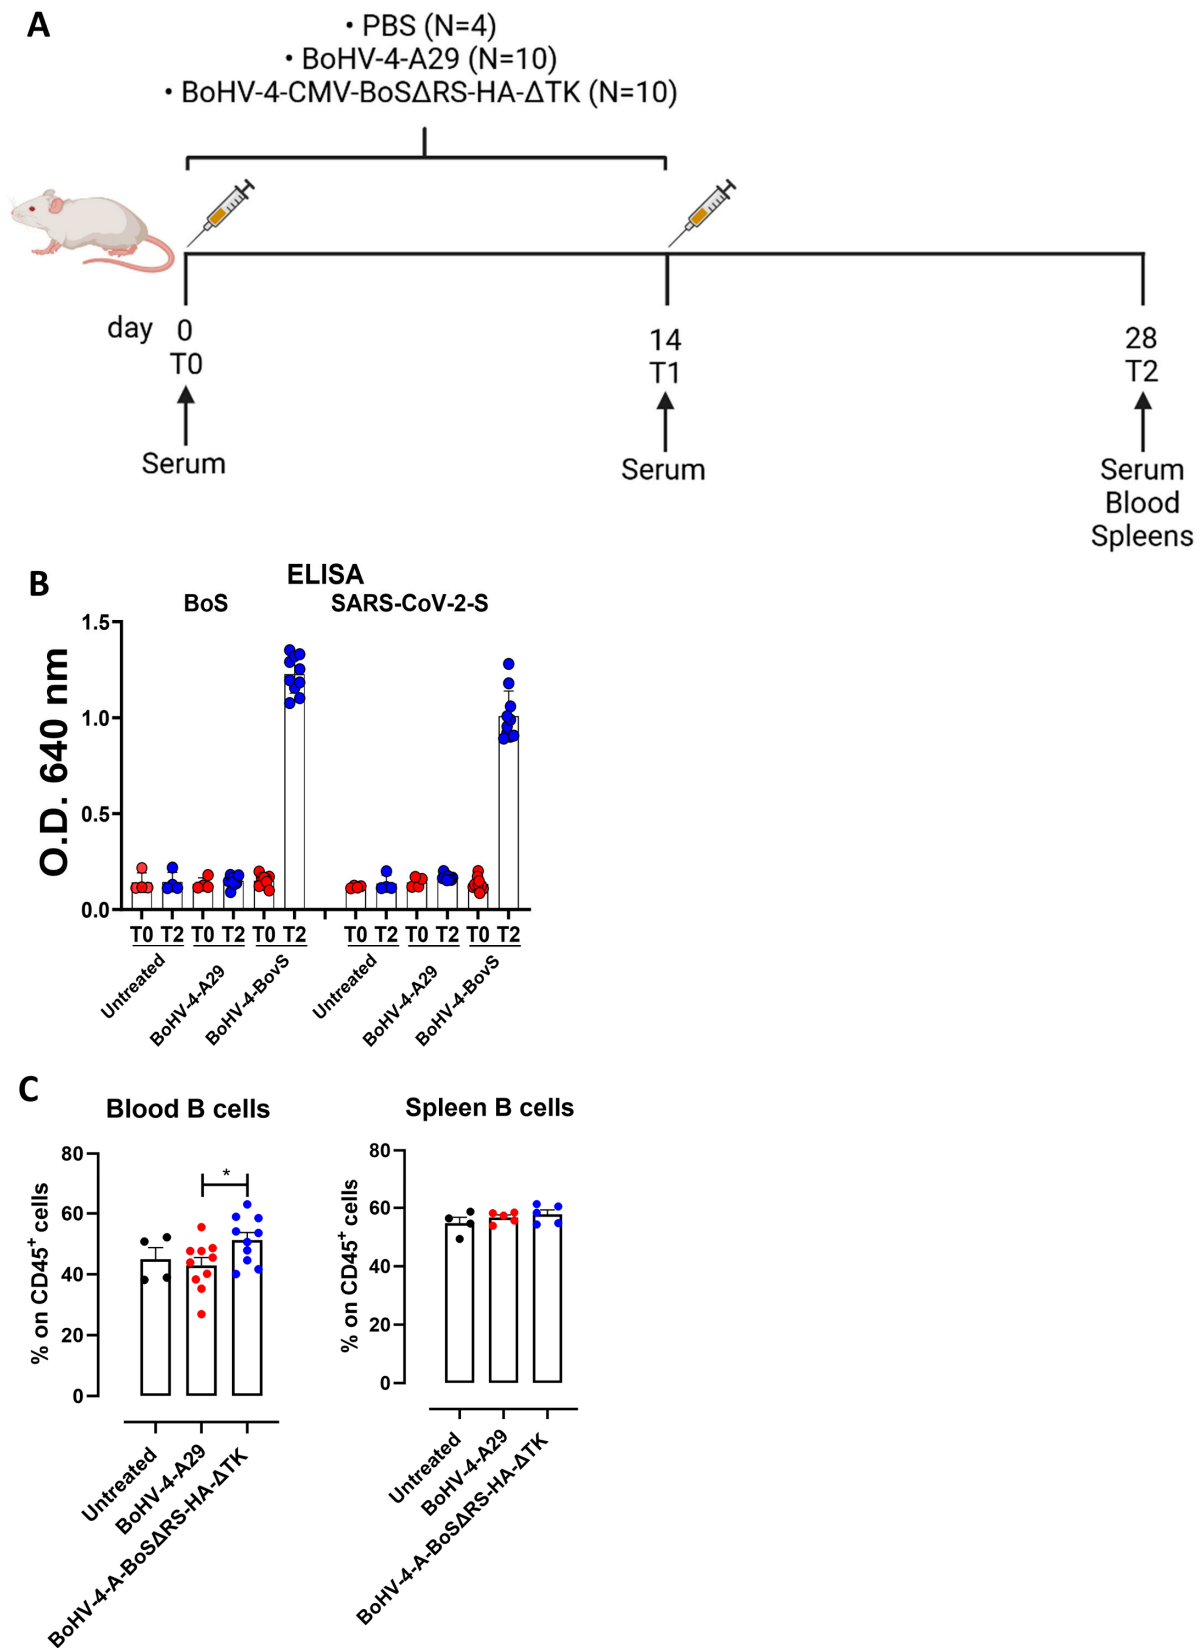 A
• PBS (N=4)
• BoHV-4-A29 (N=10)
• BoHV-4-CMV-BoSΔRS-HA-ΔTK (N=10)
day 0 14 28
T0 T1 T2
Serum Serum Serum
Blood
Spleens
B
ELISA
BoS SARS-CoV-2-S
O.D. 640 nm
1.5
1.0
0.5
0.0
T0 T2 T0 T2 T0 T2 T0 T2 T0 T2 T0 T2
Untreated
BoHV-4-A29
BoHV-4-BovS
Untreated
BoHV-4-A29
BoHV-4-BovS
C
Blood B cells
% on CD45⁺ cells
80
60
40
20
0
*
Untreated
BoHV-4-A29
BoHV-4-A-BoSΔRS-HA-ΔTK
Spleen B cells
% on CD45⁺ cells
80
60
40
20
0
Untreated
BoHV-4-A29
BoHV-4-A-BoSΔRS-HA-ΔTK